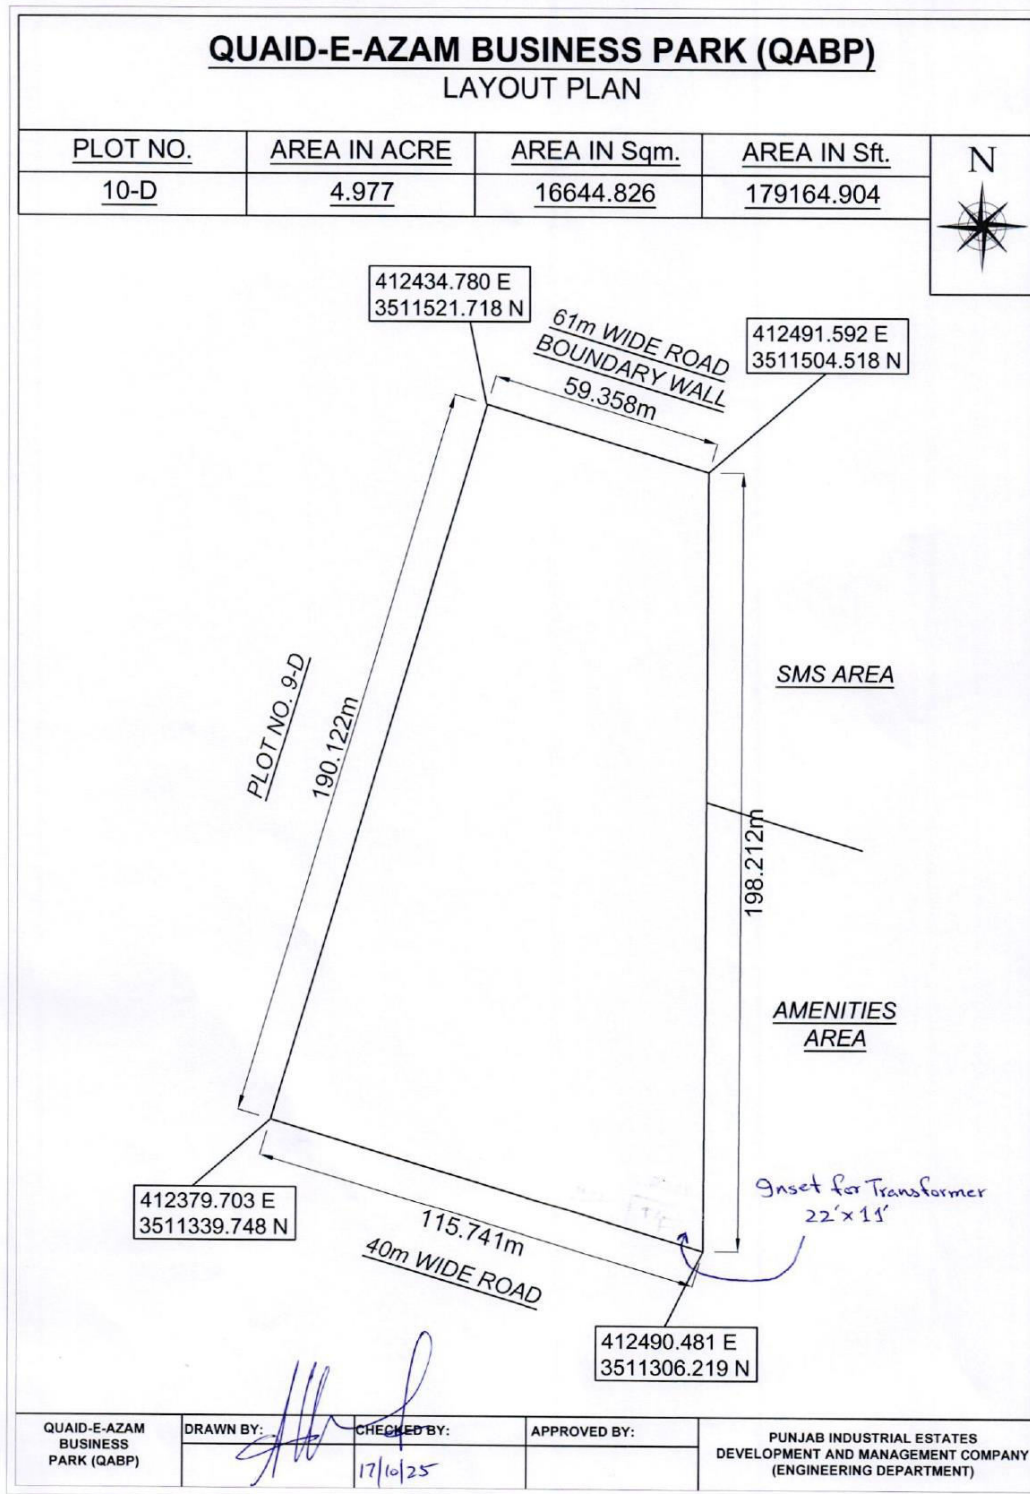 QUAID-E-AZAM BUSINESS PARK (QABP)
LAYOUT PLAN
PLOT NO. AREA IN ACRE AREA IN Sqm. AREA IN Sft. N
10-D 4.977 16644.826 179164.904
412434.780 E
3511521.718 N
61m WIDE ROAD
BOUNDARY WALL
59.358m
412491.592 E
3511504.518 N
PLOT NO. 9-D
190.122m
SMS AREA
198.212m
AMENITIES
AREA
412379.703 E
3511339.748 N
115.741m
40m WIDE ROAD
Inset for Transformer
22'x11'
412490.481 E
3511306.219 N
QUAID-E-AZAM
BUSINESS
PARK (QABP)
DRAWN BY:
CHECKED BY:
17/10/25
APPROVED BY:
PUNJAB INDUSTRIAL ESTATES
DEVELOPMENT AND MANAGEMENT COMPANY
(ENGINEERING DEPARTMENT)